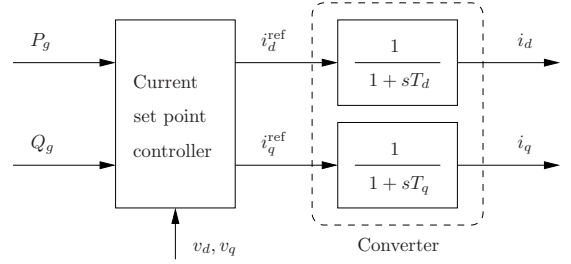 P_g
Q_g
Current
set point
controller
v_d, v_q
i_d^ref
i_q^ref
1
1 + sT_d
1
1 + sT_q
Converter
i_d
i_q